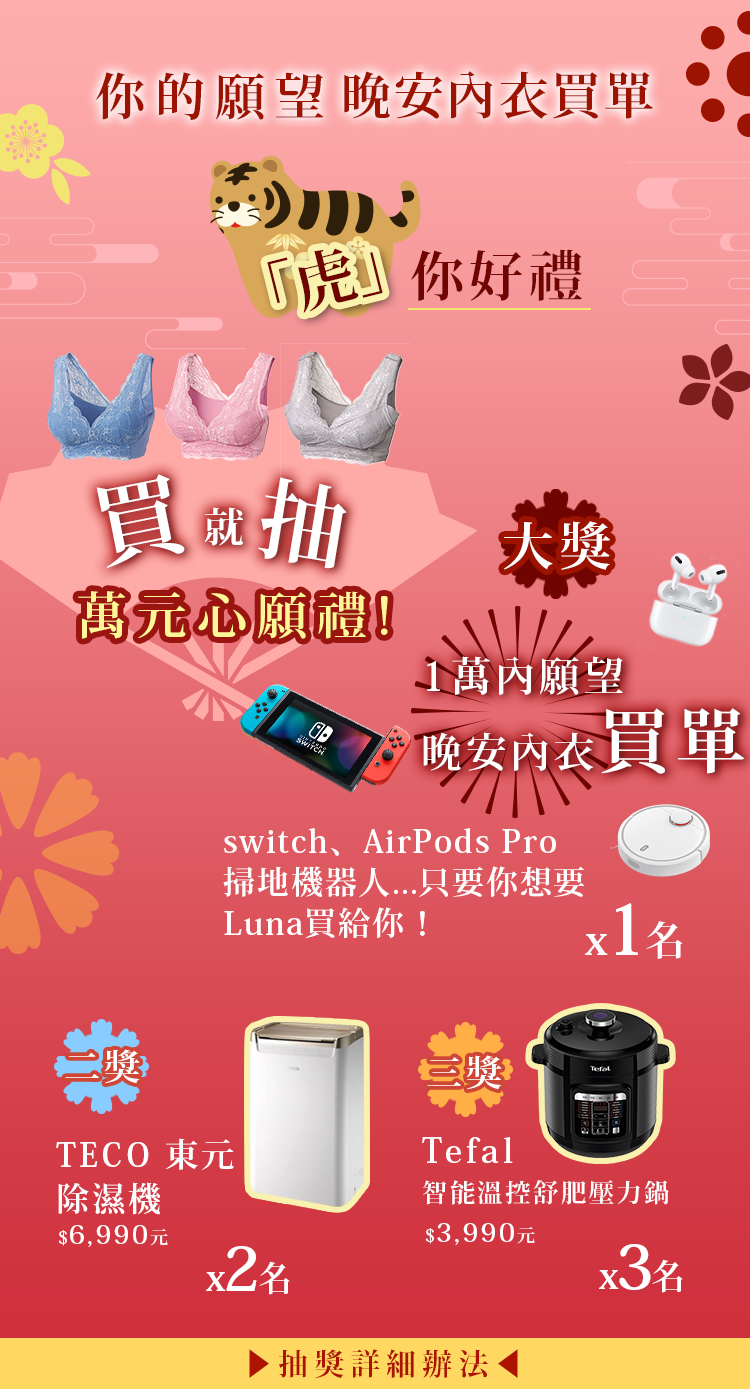 你的願望 晚安內衣買單
「虎」你好禮
買就抽
萬元心願禮!
大獎
1萬內願望
晚安內衣買單
NINTENDO
SWITCH
switch、AirPods Pro
掃地機器人...只要你想要
Luna買給你！
x1名
二獎
TECO 東元
除濕機
$6,990元
x2名
三獎
Tefal
Tefal
智能溫控舒肥壓力鍋
$3,990元
x3名
▶抽獎詳細辦法◀